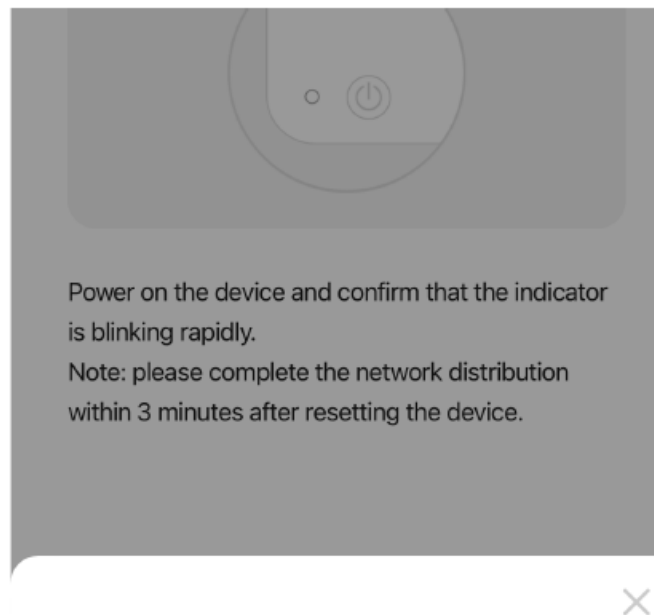 Power on the device and confirm that the indicator
is blinking rapidly.
Note: please complete the network distribution
within 3 minutes after resetting the device.